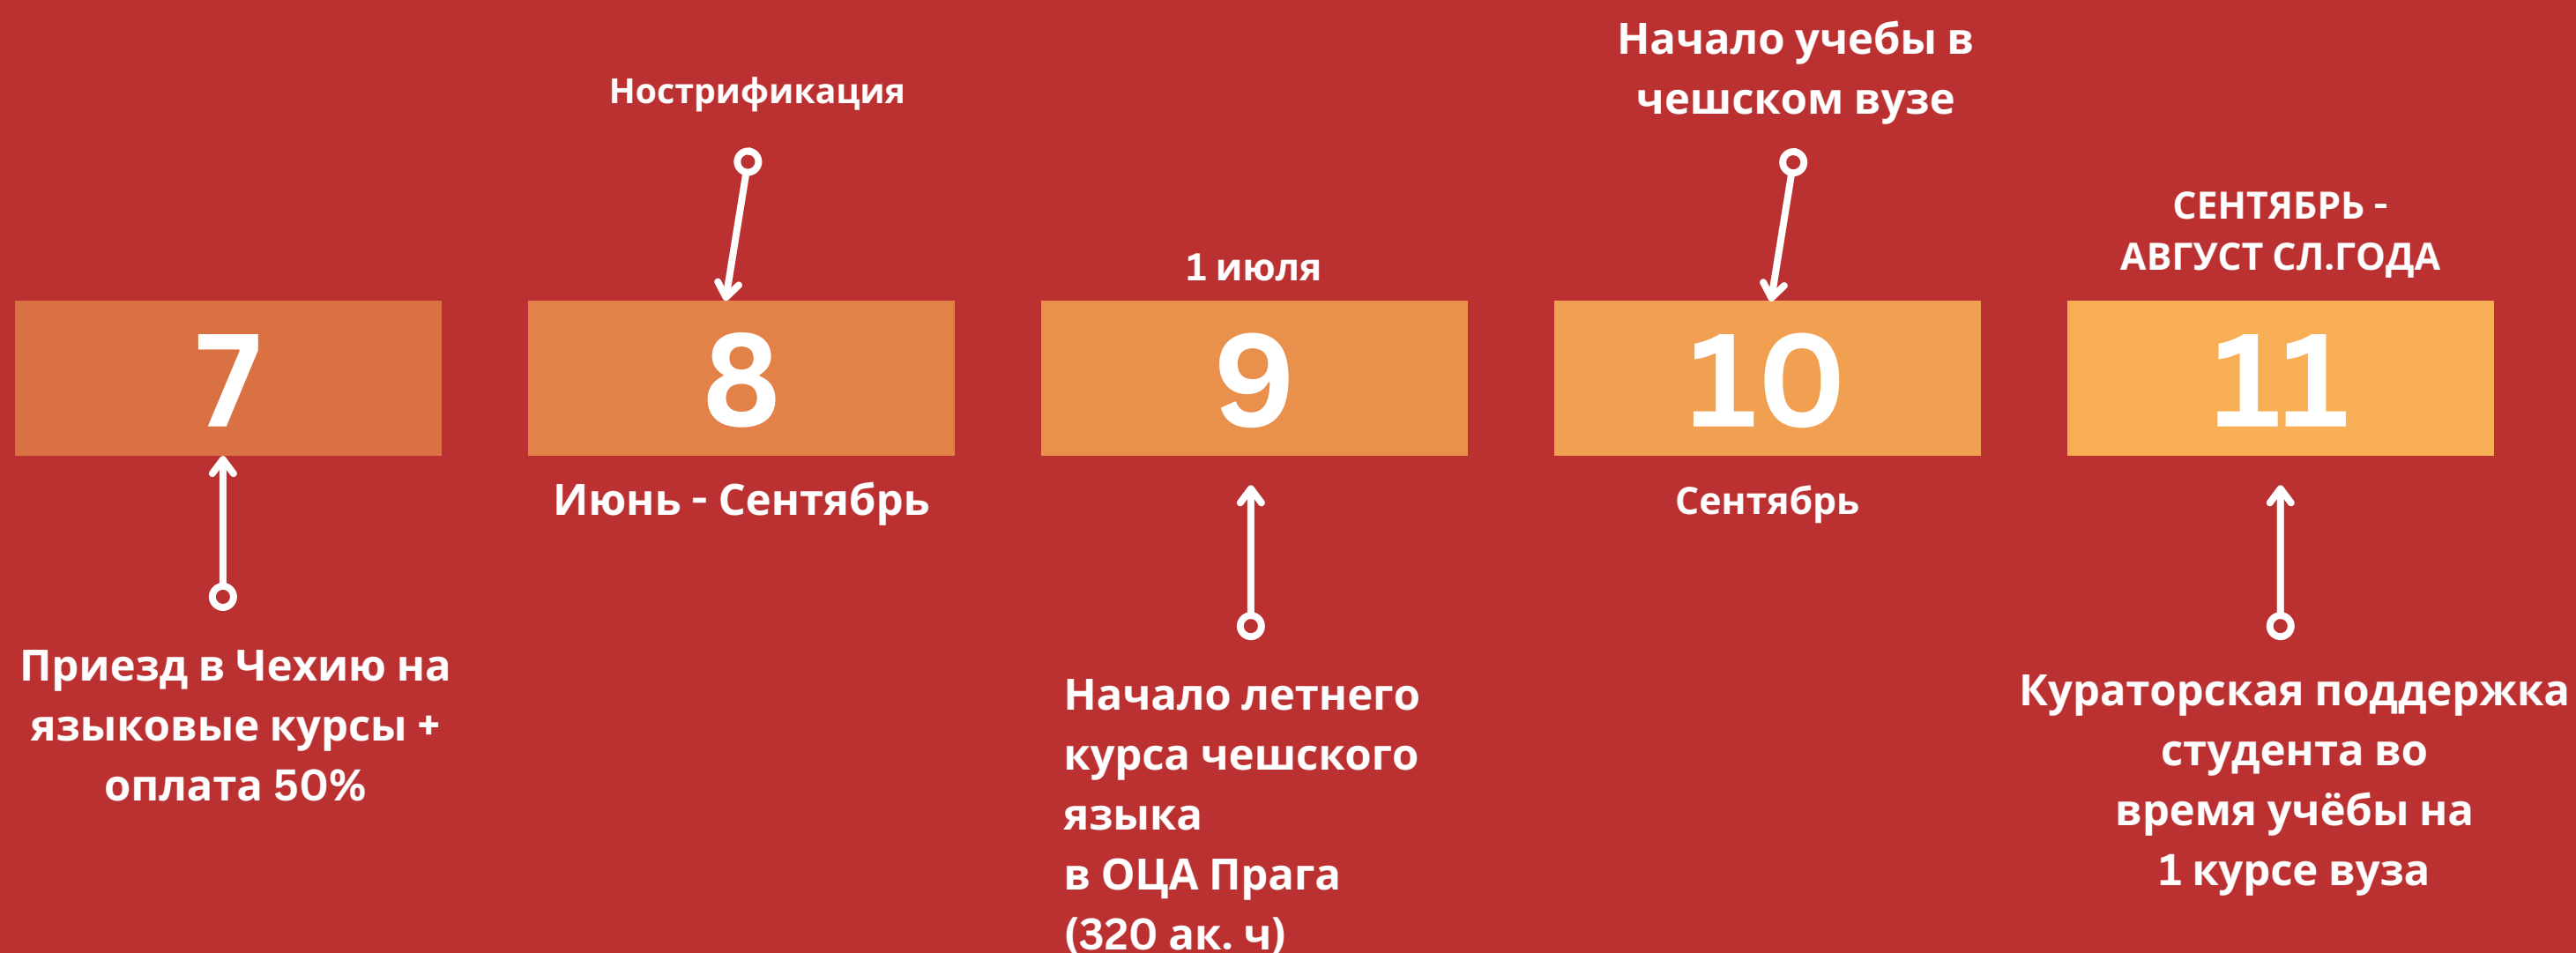 7
Приезд в Чехию на
языковые курсы +
оплата 50%
Нострификация
8
Июнь - Сентябрь
1 июля
9
Начало летнего
курса чешского
языка
в ОЦА Прага
(320 ак. ч)
Начало учебы в
чешском вузе
10
Сентябрь
СЕНТЯБРЬ -
АВГУСТ СЛ.ГОДА
11
Кураторская поддержка
студента во
время учёбы на
1 курсе вуза